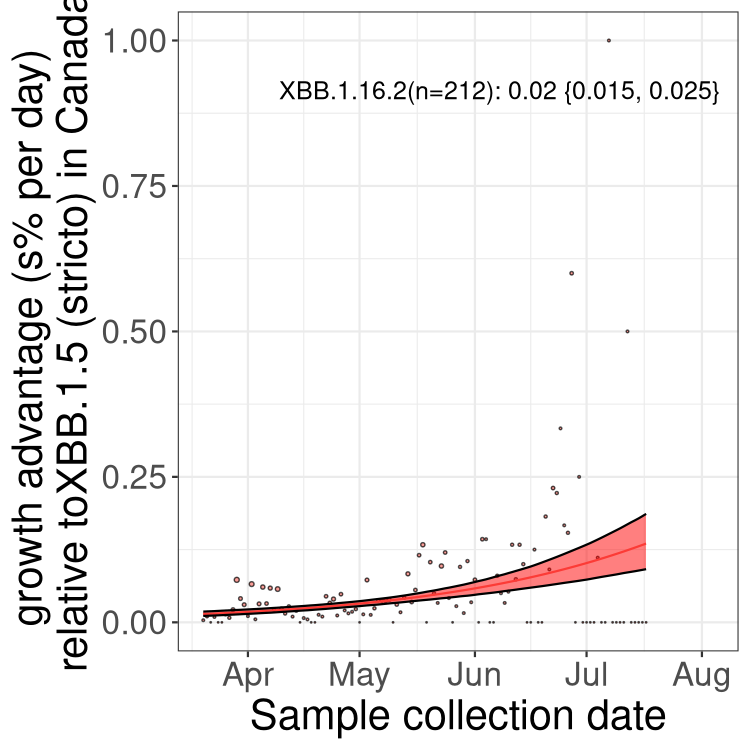 growth advantage (s% per day)
relative toXBB.1.5 (stricto) in Canada
1.00
0.75
0.50
0.25
0.00
XBB.1.16.2(n=212): 0.02 {0.015, 0.025}
Apr May Jun Jul Aug
Sample collection date